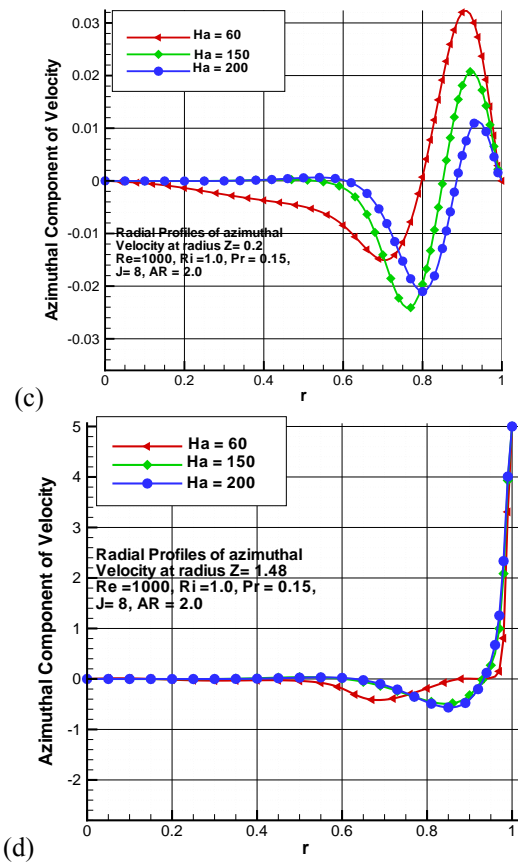 0.03
0.02
0.01
0
-0.01
-0.02
-0.03
Azimuthal Component of Velocity
Ha = 60
Ha = 150
Ha = 200
Radial Profiles of azimuthal
Velocity at radius Z= 0.2
Re=1000, Ri =1.0, Pr = 0.15,
J= 8, AR = 2.0
0 0.2 0.4 0.6 0.8 1
r
(c)
5
4
3
2
1
0
-1
-2
Azimuthal Component of Velocity
Ha = 60
Ha = 150
Ha = 200
Radial Profiles of azimuthal
Velocity at radius Z= 1.48
Re =1000, Ri =1.0, Pr = 0.15,
J= 8, AR = 2.0
0 0.2 0.4 0.6 0.8 1
r
(d)